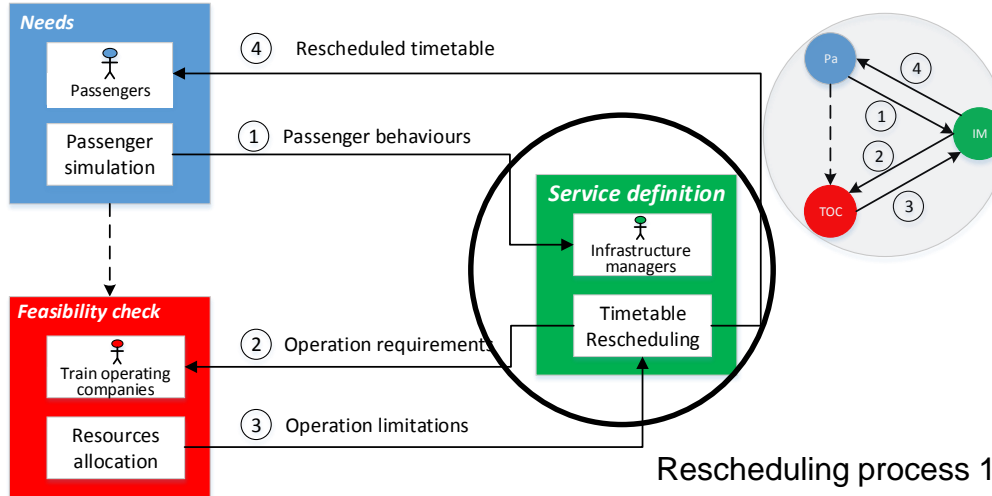 Needs
Passengers
Passenger
simulation
4 Rescheduled timetable
1 Passenger behaviours
Service definition
Infrastructure
managers
Timetable
Rescheduling
Feasibility check
Train operating
companies
Resources
allocation
2 Operation requirements
3 Operation limitations
Pa
4
1
IM
2
TOC
3
Rescheduling process 1